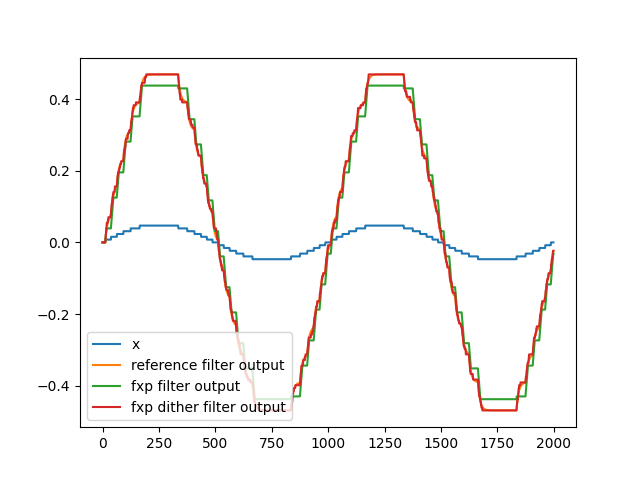 0.4
0.2
0.0
−0.2
−0.4
x
reference filter output
fxp filter output
fxp dither filter output
0 250 500 750 1000 1250 1500 1750 2000